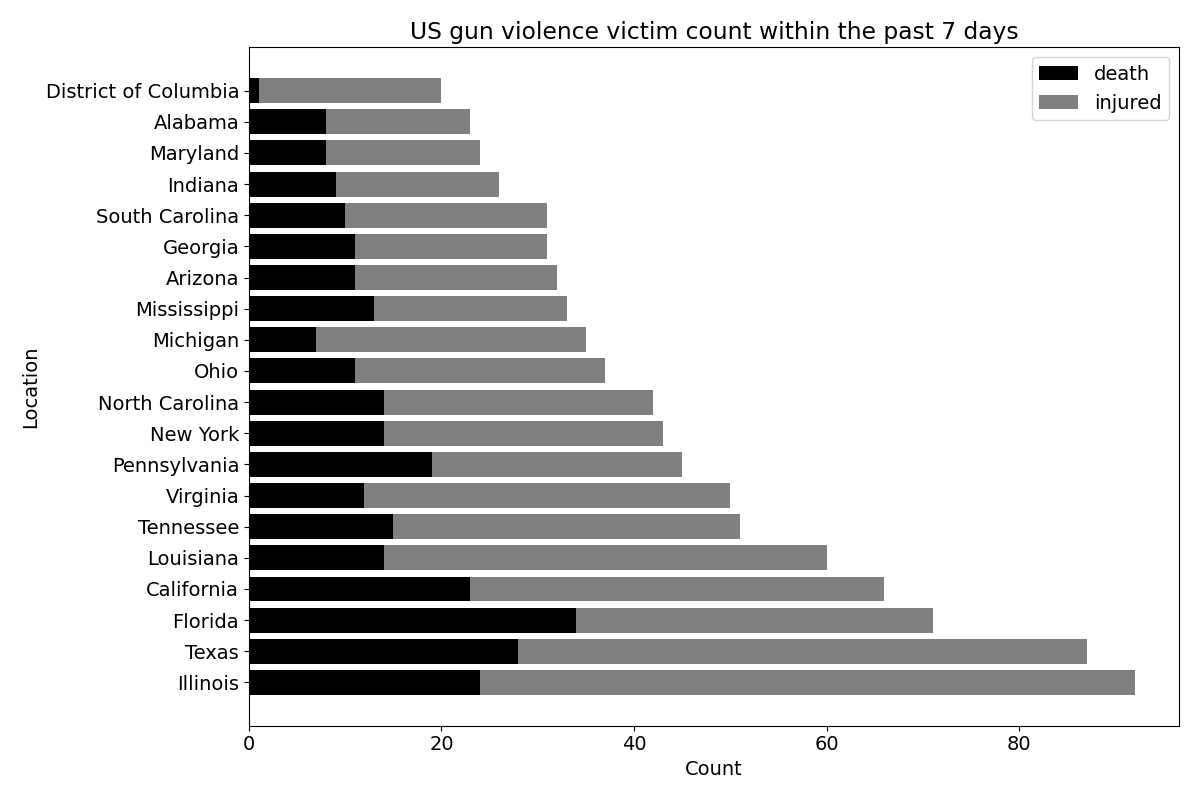 US gun violence victim count within the past 7 days
death
injured
District of Columbia
Alabama
Maryland
Indiana
South Carolina
Georgia
Arizona
Mississippi
Michigan
Ohio
North Carolina
New York
Pennsylvania
Virginia
Tennessee
Louisiana
California
Florida
Texas
Illinois
Location
0 20 40 60 80
Count